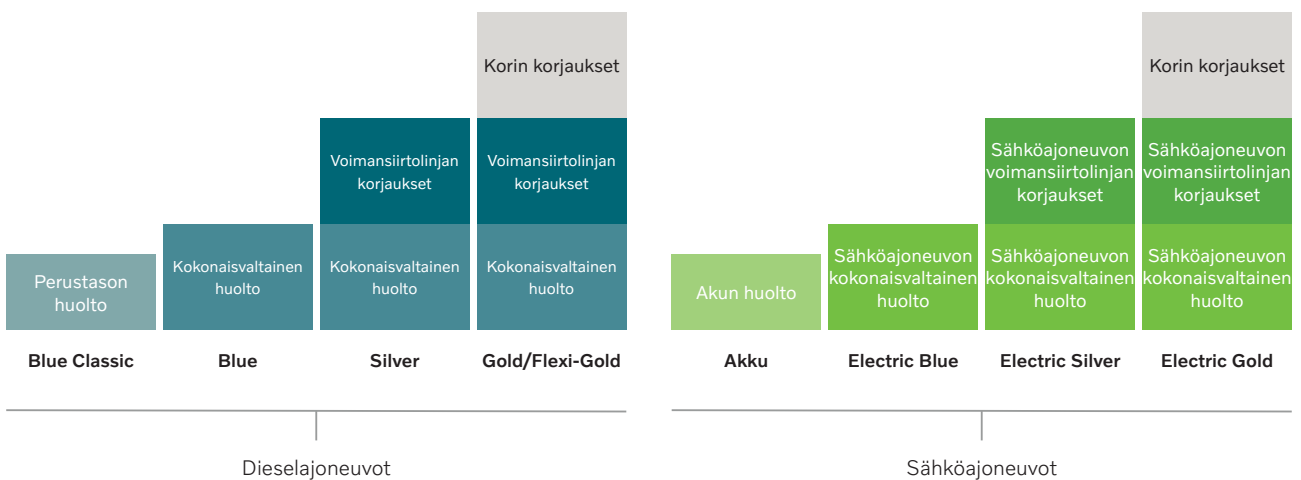 Korin korjaukset
Voimansiirtolinjan
korjaukset
Voimansiirtolinjan
korjaukset
Perustason
huolto
Kokonaisvaltainen
huolto
Kokonaisvaltainen
huolto
Kokonaisvaltainen
huolto
Blue Classic
Blue
Silver
Gold/Flexi-Gold
Dieselajoneuvot
Korin korjaukset
Sähköajoneuvon
voimansiirtolinjan
korjaukset
Sähköajoneuvon
voimansiirtolinjan
korjaukset
Akun huolto
Sähköajoneuvon
kokonaisvaltainen
huolto
Sähköajoneuvon
kokonaisvaltainen
huolto
Sähköajoneuvon
kokonaisvaltainen
huolto
Akku
Electric Blue
Electric Silver
Electric Gold
Sähköajoneuvot